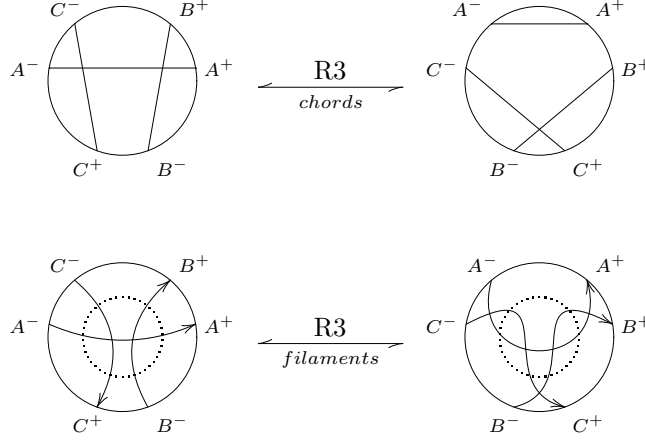 C⁻ B⁺ A⁻ A⁺
A⁻ A⁺ R3 C⁻ B⁺
chords
C⁺ B⁻ B⁻ C⁺
C⁻ B⁺ A⁻ A⁺
A⁻ A⁺ R3 C⁻ B⁺
filaments
C⁺ B⁻ B⁻ C⁺